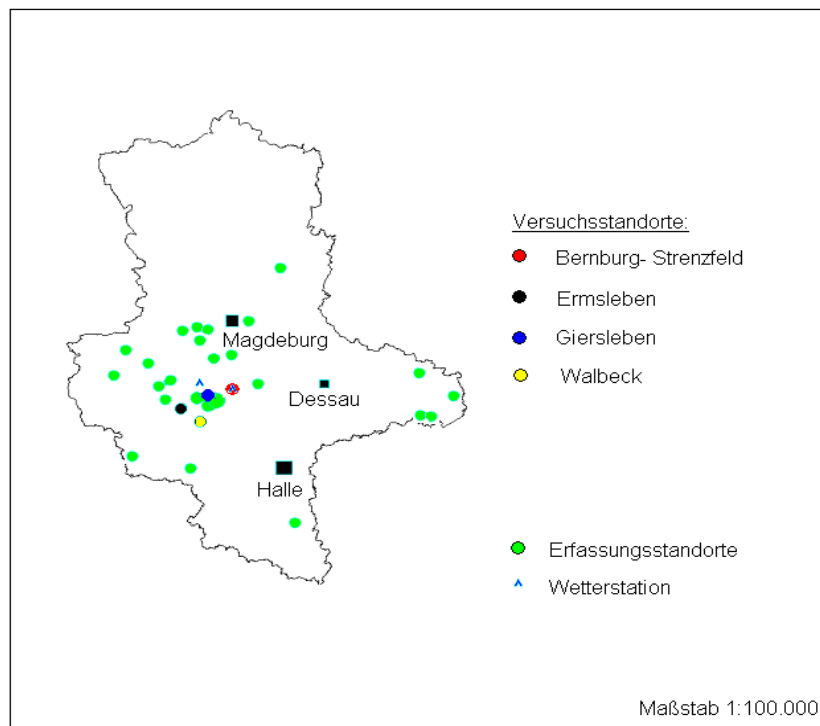 Versuchsstandorte:
Bernburg- Strenzfeld
Ermsleben
Giersleben
Walbeck
Magdeburg
Dessau
Halle
Erfassungsstandorte
Wetterstation
Maßstab 1:100.000